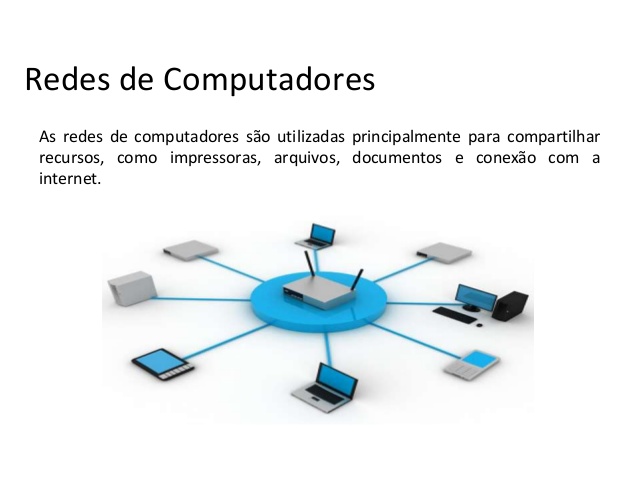 Redes de Computadores
As redes de computadores são utilizadas principalmente para compartilhar
recursos, como impressoras, arquivos, documentos e conexão com a
internet.